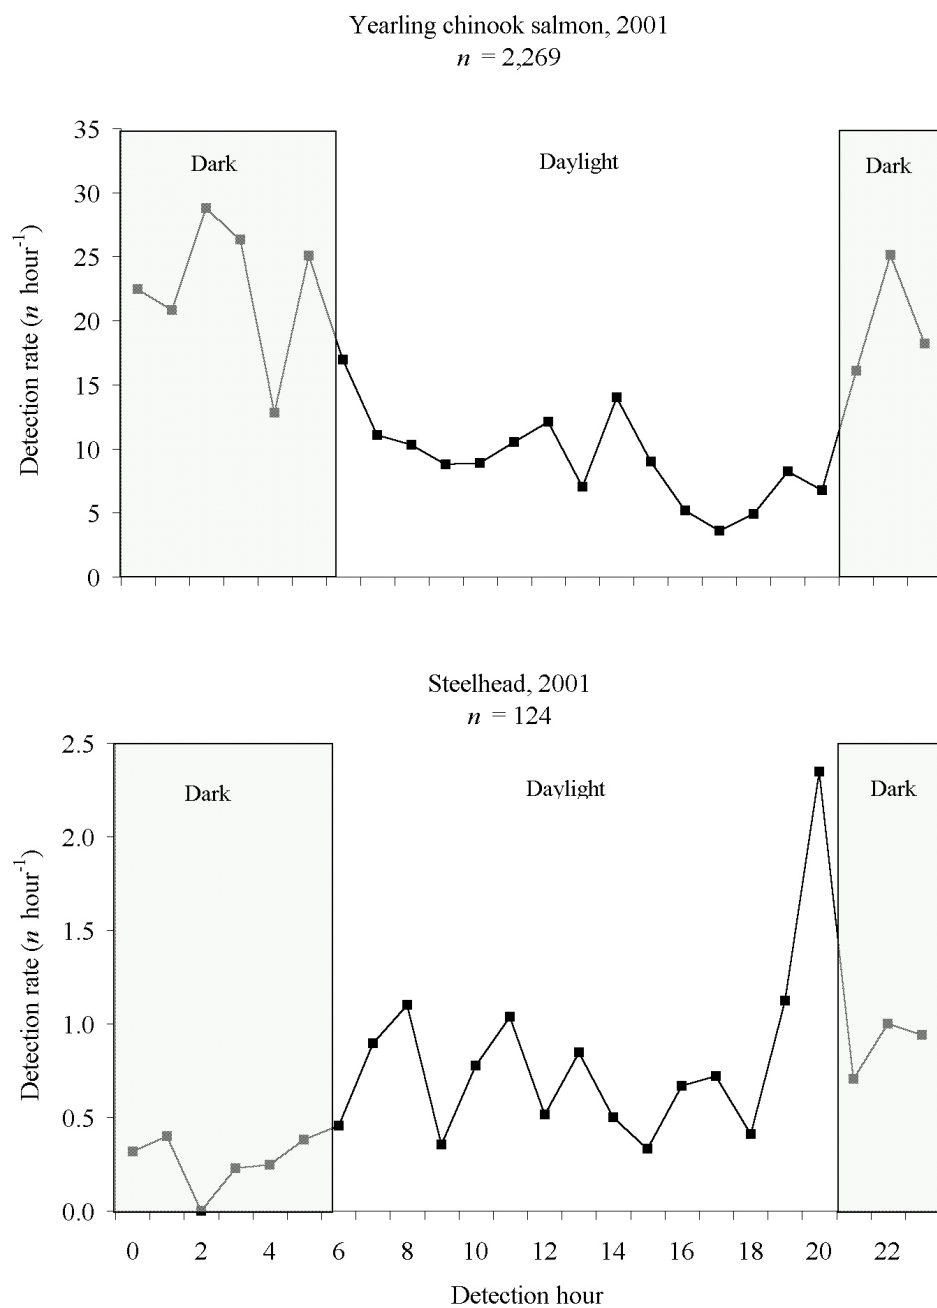 Yearling chinook salmon, 2001
n = 2,269
Detection rate (n hour-1)
35
30
25
20
15
10
5
0
Dark
Daylight
Dark
Steelhead, 2001
n = 124
Detection rate (n hour-1)
2.5
2.0
1.5
1.0
0.5
0.0
Dark
Daylight
Dark
0 2 4 6 8 10 12 14 16 18 20 22
Detection hour